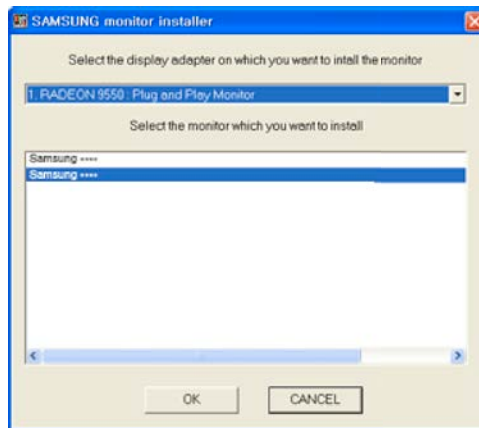 SAMSUNG monitor installer
Select the display adapter on which you want to intall the monitor
1. RADEON 9550 : Plug and Play Monitor
Select the monitor which you want to install
Samsung ****
Samsung ****
OK
CANCEL